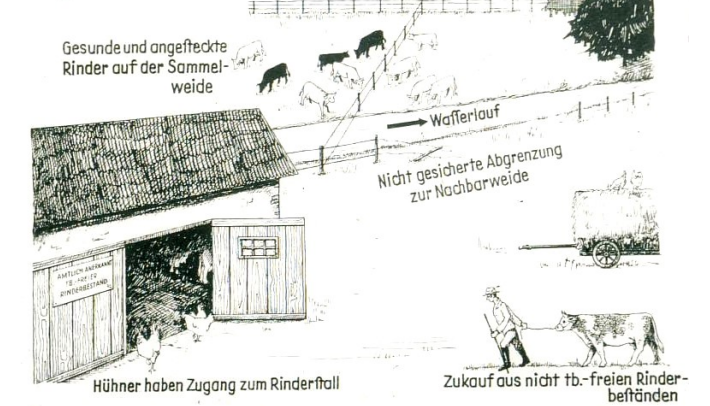 Gesunde und angesteckte
Rinder auf der Sammel-
weide
Wasserlauf
Nicht gesicherte Abgrenzung
zur Nachbarweide
AMTLICH ANERKANNT
TB.-FREIER
RINDERBESTAND
Hühner haben Zugang zum Rinderstall
Zukauf aus nicht tb.-freien Rinder-
beständen